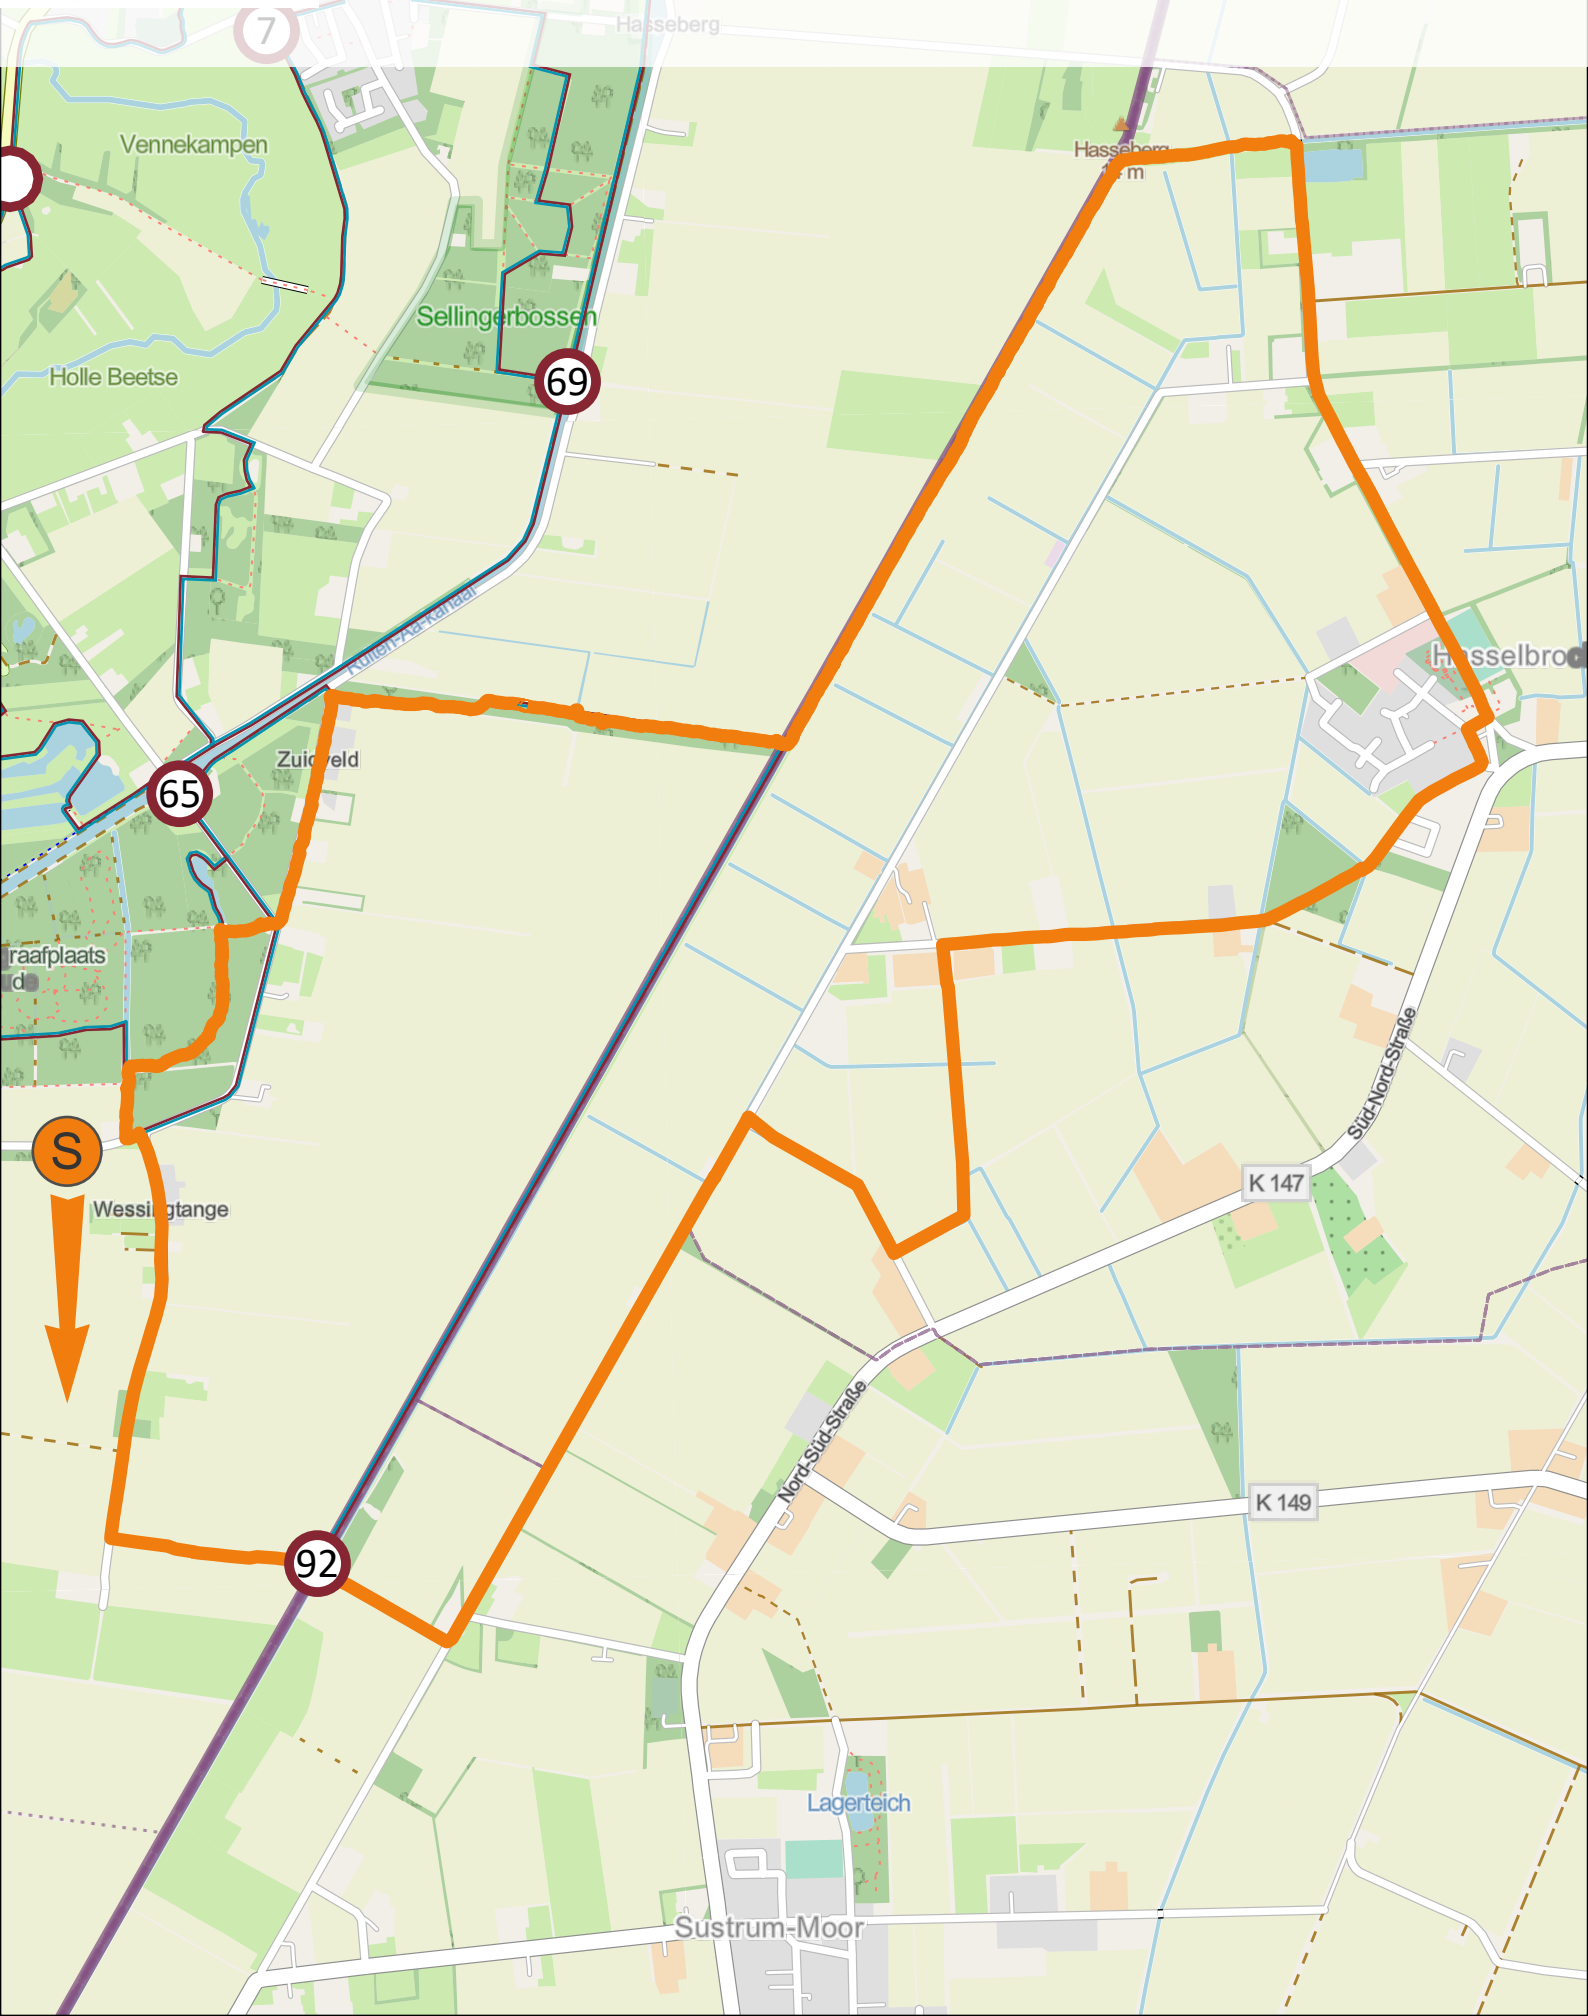 Hasseberg
7
Vennekampen
Hasseberg
Sellingerbossen
Holle Beetse
69
Ruiten-Aa-kanaal
Zuidveld
65
S
Wessingtange
Süd-Nord-Straße
K 147
Nord-Süd-Straße
K 149
92
Lagerteich
Sustrum-Moor